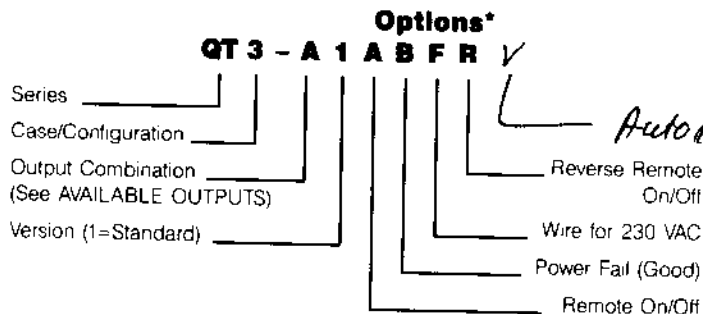 Options*
QT 3 - A 1 A B F R V
Series
Case/Configuration
Output Combination
(See AVAILABLE OUTPUTS)
Version (1=Standard)
Reverse Remote
On/Off
Wire for 230 VAC
Power Fail (Good)
Remote On/Off